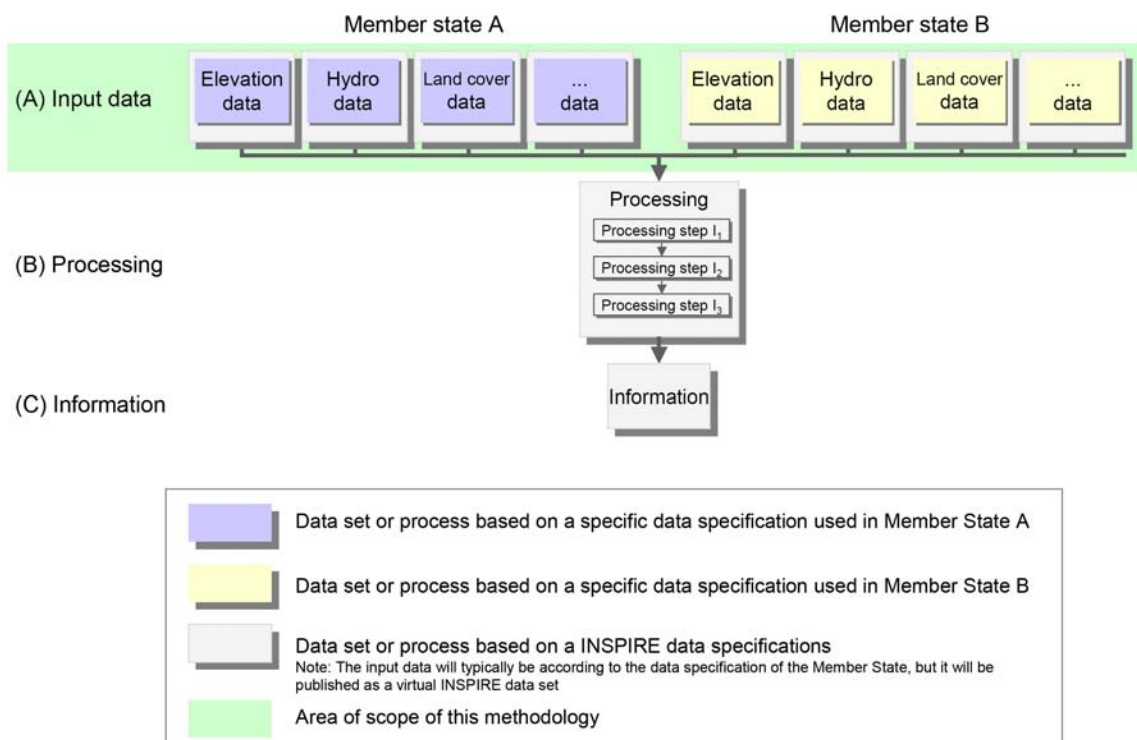 Member state A
Member state B
(A) Input data
Elevation
data
Hydro
data
Land cover
data
...
data
Elevation
data
Hydro
data
Land cover
data
...
data
(B) Processing
Processing
Processing step I₁
Processing step I₂
Processing step I₃
(C) Information
Information
Data set or process based on a specific data specification used in Member State A
Data set or process based on a specific data specification used in Member State B
Data set or process based on a INSPIRE data specifications
Note: The input data will typically be according to the data specification of the Member State, but it will be
published as a virtual INSPIRE data set
Area of scope of this methodology